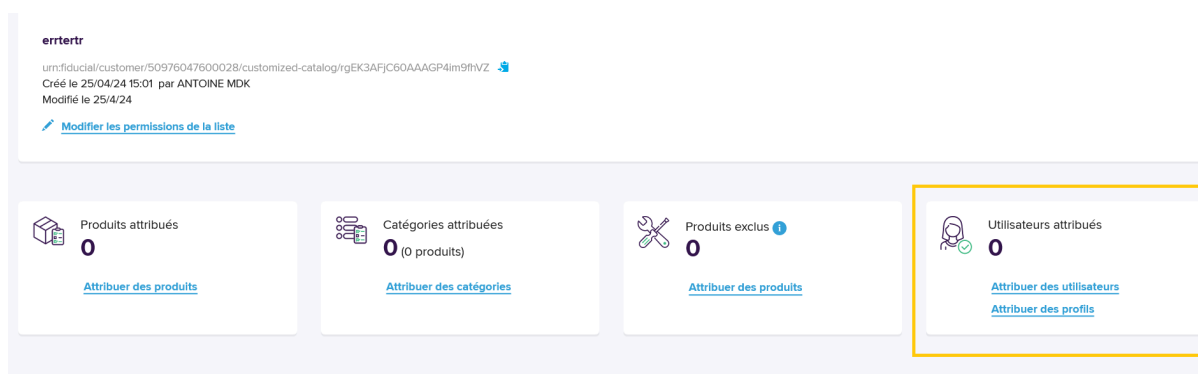 errtertr
urn:fiducial/customer/50976047600028/customized-catalog/rgEK3AFjC60AAAGP4im9fhVZ
Créé le 25/04/24 15:01 par ANTOINE MDK
Modifié le 25/4/24
Modifier les permissions de la liste
Produits attribués
0
Attribuer des produits
Catégories attribuées
0 (0 produits)
Attribuer des catégories
Produits exclus i
0
Attribuer des produits
Utilisateurs attribués
0
Attribuer des utilisateurs
Attribuer des profils